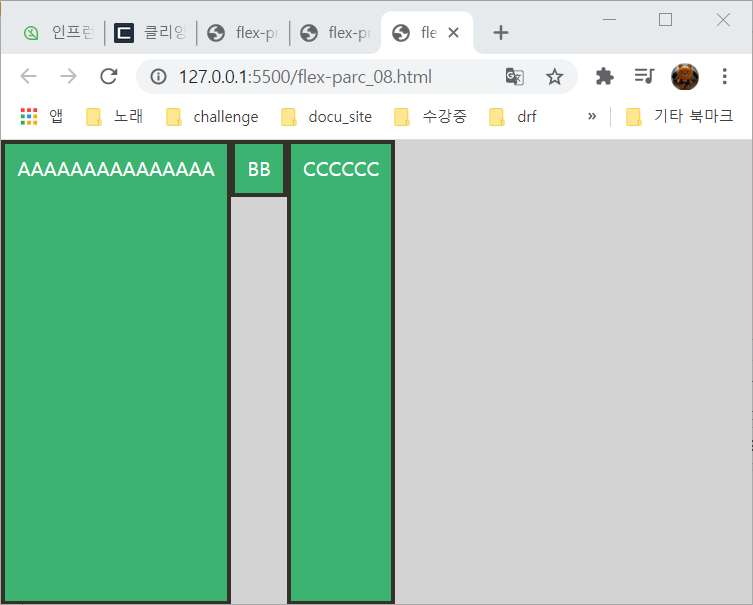 인프런 클리앙 flex-pr flex-pr fle
127.0.0.1:5500/flex-parc_08.html
앱 노래 challenge docu_site 수강중 drf » 기타 북마크
AAAAAAAAAAAAAAA BB CCCCCC